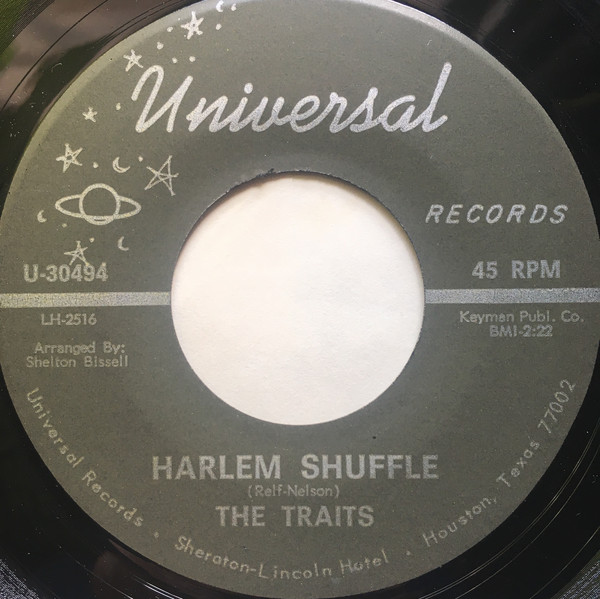 Universal
RECORDS
U-30494
45 RPM
LH-2516
Keyman Publ. Co.
BMI-2:22
Arranged By:
Shelton Bissell
HARLEM SHUFFLE
(Relf-Nelson)
THE TRAITS
Universal Records • Sheraton-Lincoln Hotel • Houston, Texas 77002